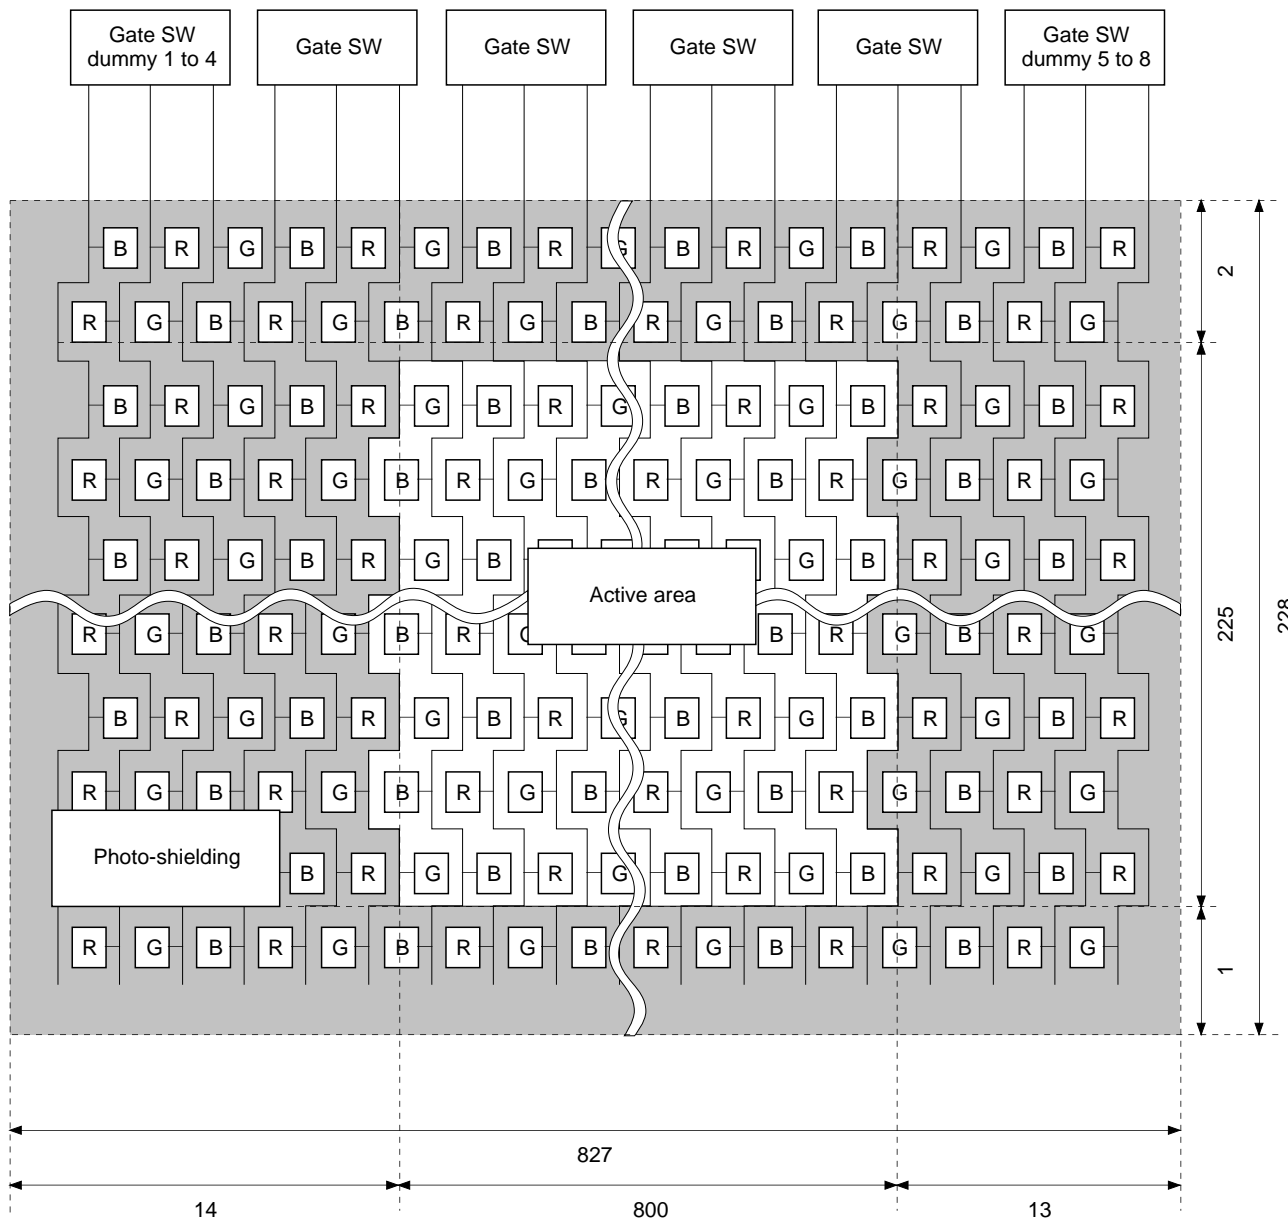 Gate SW
dummy 1 to 4
Gate SW
Gate SW
Gate SW
Gate SW
Gate SW
dummy 5 to 8
B R G B R G B R G B R G B R G B R
2
R G B R G B R G B R G B R G B R G
B R G B R G B R G B R G B R G B R
R G B R G B R G B R G B R G B R G
B R G B R G B G B R G B R
Active area
225
228
R G B R G B R B R G B R G
B R G B R G B R G B R G B R G B R
R G B R G B R G B R G B R G B R G
Photo-shielding
B R G B R G B R G B R G B R
R G B R G B R G B R G B R G B R G
1
827
14
800
13